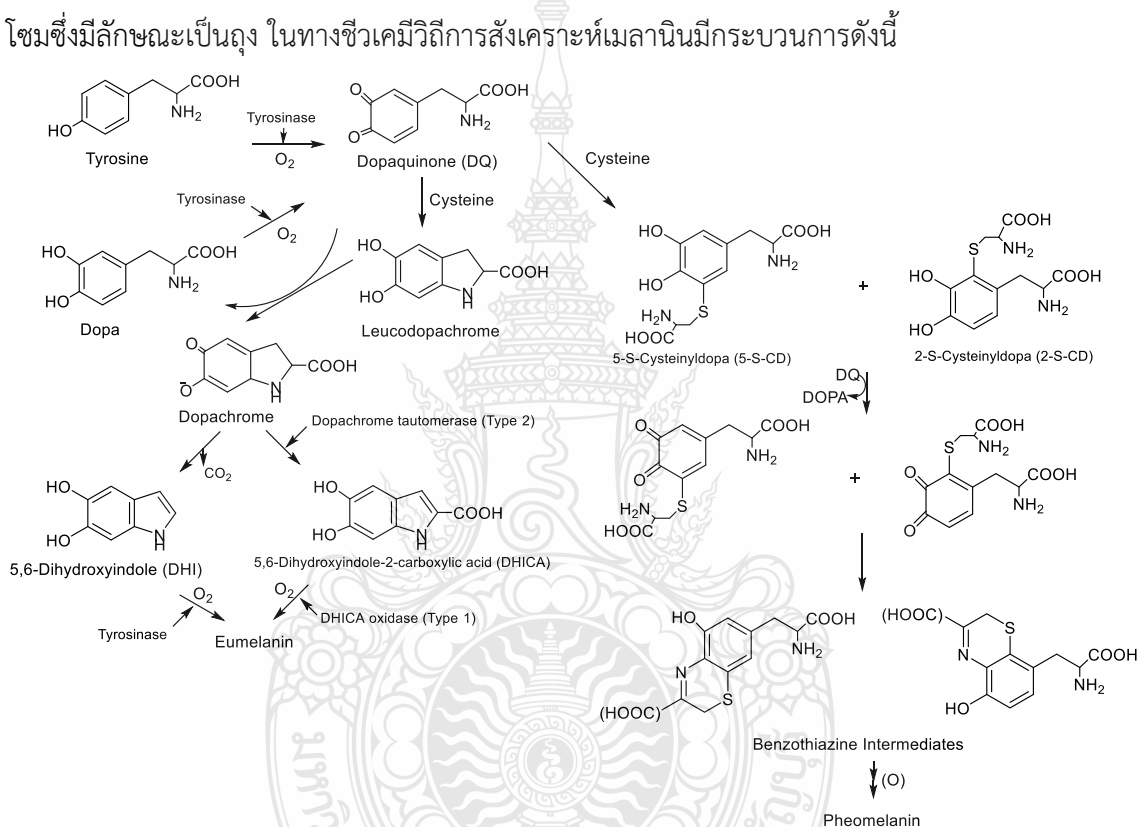 โซมซึ่งมีลักษณะเป็นถุง ในทางชีวเคมีวิถีการสังเคราะห์เมลานินมีกระบวนการดังนี้
COOH
NH2
HO
Tyrosine
Tyrosinase
O2
O
O
COOH
NH2
Dopaquinone (DQ)
Cysteine
Cysteine
Tyrosinase
O2
HO
HO
COOH
NH2
Dopa
HO
HO
N
H
COOH
Leucodopachrome
HO
HO
COOH
NH2
S
H2N
HOOC
5-S-Cysteinyldopa (5-S-CD)
+
COOH
NH2
S
HO
HO
COOH
NH2
2-S-Cysteinyldopa (2-S-CD)
O
-O
N
H
COOH
Dopachrome
DQ
DOPA
Dopachrome tautomerase (Type 2)
CO2
O
O
COOH
NH2
S
H2N
HOOC
+
COOH
NH2
S
O
O
COOH
NH2
HO
HO
N
H
5,6-Dihydroxyindole (DHI)
HO
HO
N
H
COOH
5,6-Dihydroxyindole-2-carboxylic acid (DHICA)
O2
O2
Tyrosinase
DHICA oxidase (Type 1)
Eumelanin
HO
COOH
NH2
N
S
(HOOC)
(HOOC)
S
N
HO
COOH
NH2
Benzothiazine Intermediates
(O)
Pheomelanin